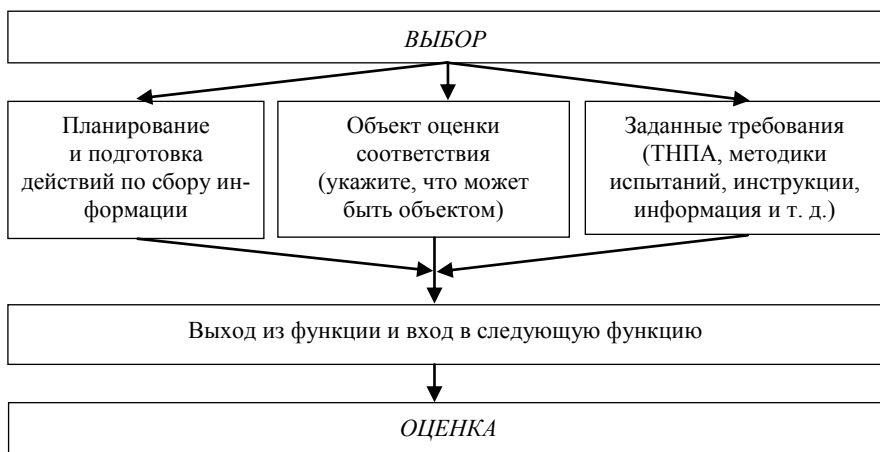 ВЫБОР
Планирование
и подготовка
действий по сбору ин-
формации
Объект оценки
соответствия
(укажите, что может
быть объектом)
Заданные требования
(ТНПА, методики
испытаний, инструкции,
информация и т. д.)
Выход из функции и вход в следующую функцию
ОЦЕНКА